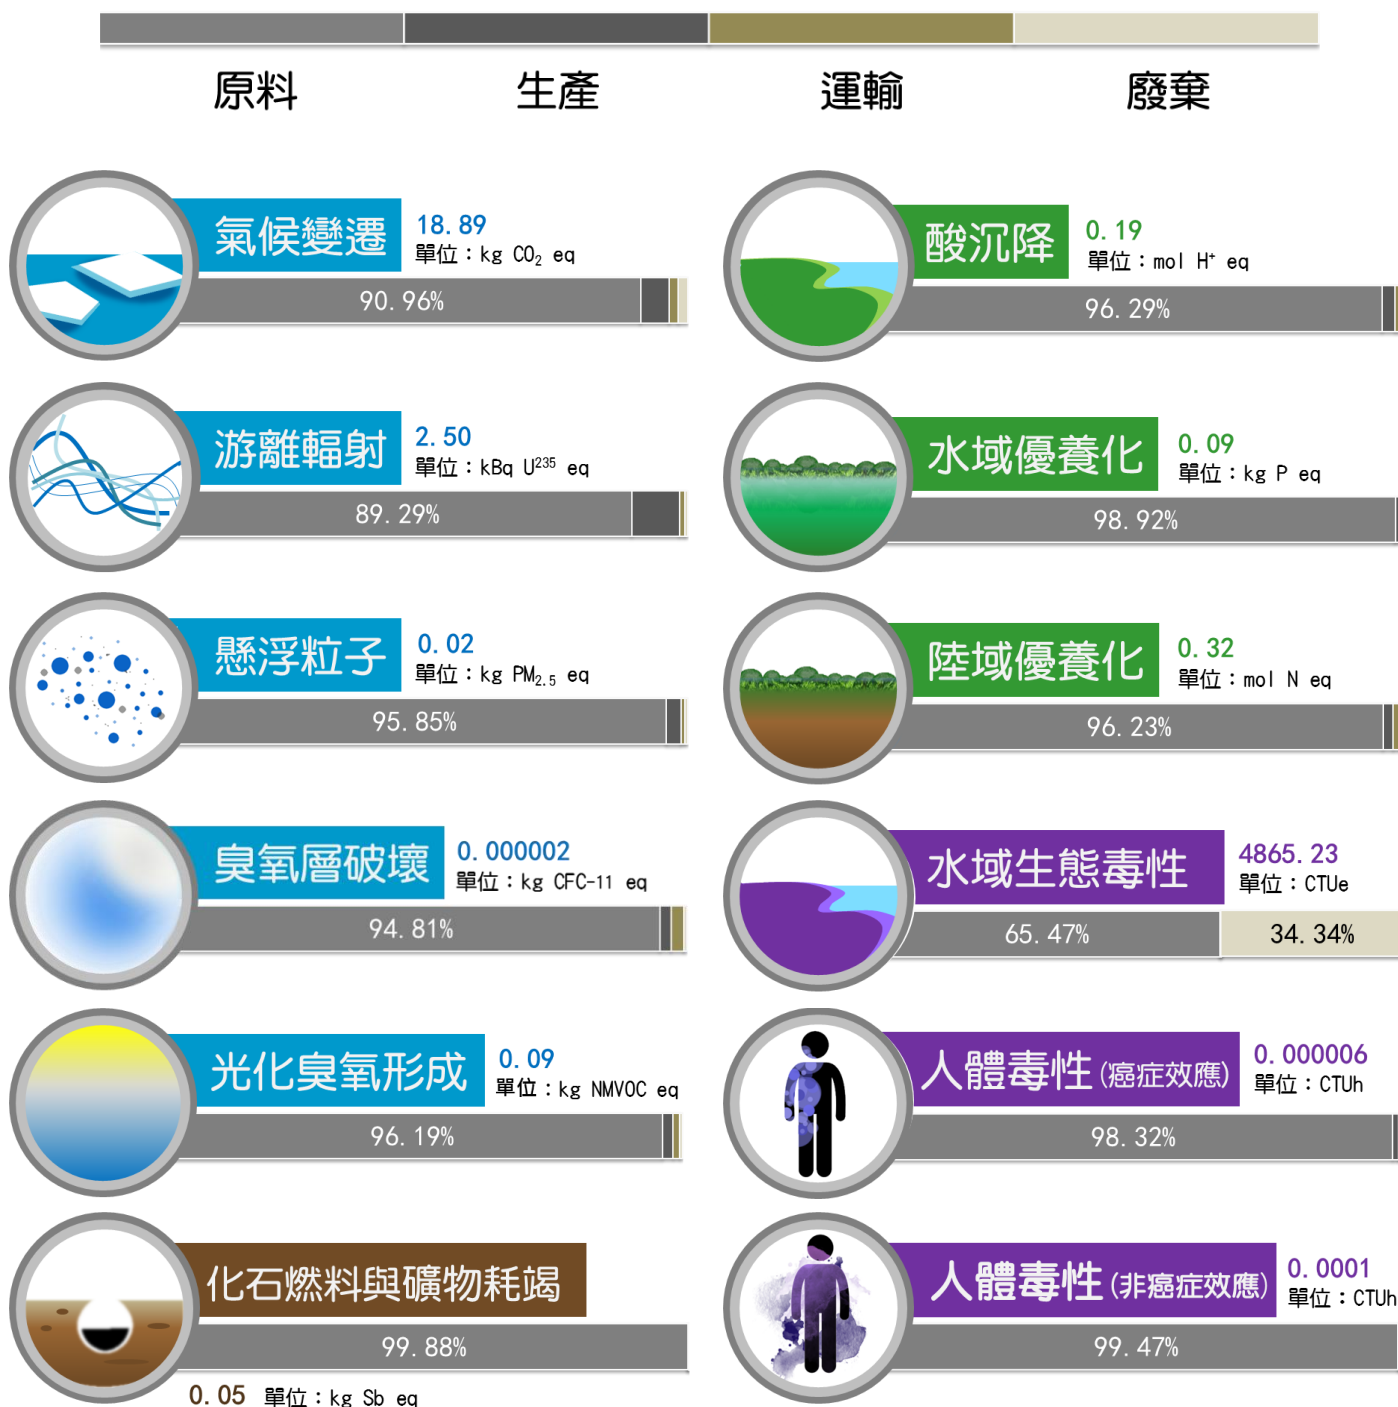 原料 生產 運輸 廢棄
氣候變遷
18.89
單位：kg CO₂ eq
90.96%
酸沉降
0.19
單位：mol H⁺ eq
96.29%
游離輻射
2.50
單位：kBq U²³⁵ eq
89.29%
水域優養化
0.09
單位：kg P eq
98.92%
懸浮粒子
0.02
單位：kg PM₂.₅ eq
95.85%
陸域優養化
0.32
單位：mol N eq
96.23%
臭氧層破壞
0.000002
單位：kg CFC-11 eq
94.81%
水域生態毒性
4865.23
單位：CTUe
65.47% 34.34%
光化臭氧形成
0.09
單位：kg NMVOC eq
96.19%
人體毒性(癌症效應)
0.000006
單位：CTUh
98.32%
化石燃料與礦物耗竭
99.88%
0.05 單位：kg Sb eq
人體毒性(非癌症效應)
0.0001
單位：CTUh
99.47%